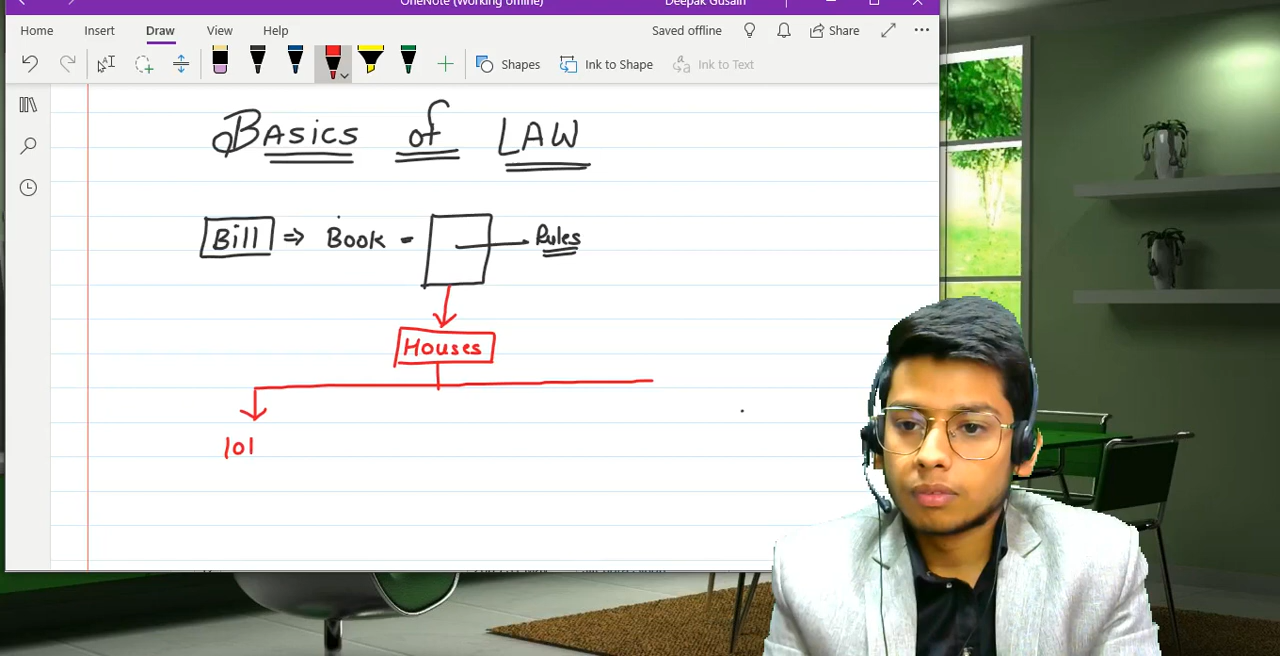 OneNote (Working offline) Deepak Gusain
Home Insert Draw View Help Saved offline Share
Shapes Ink to Shape Ink to Text
BASICS of LAW
Bill ⇒ Book - Rules
Houses